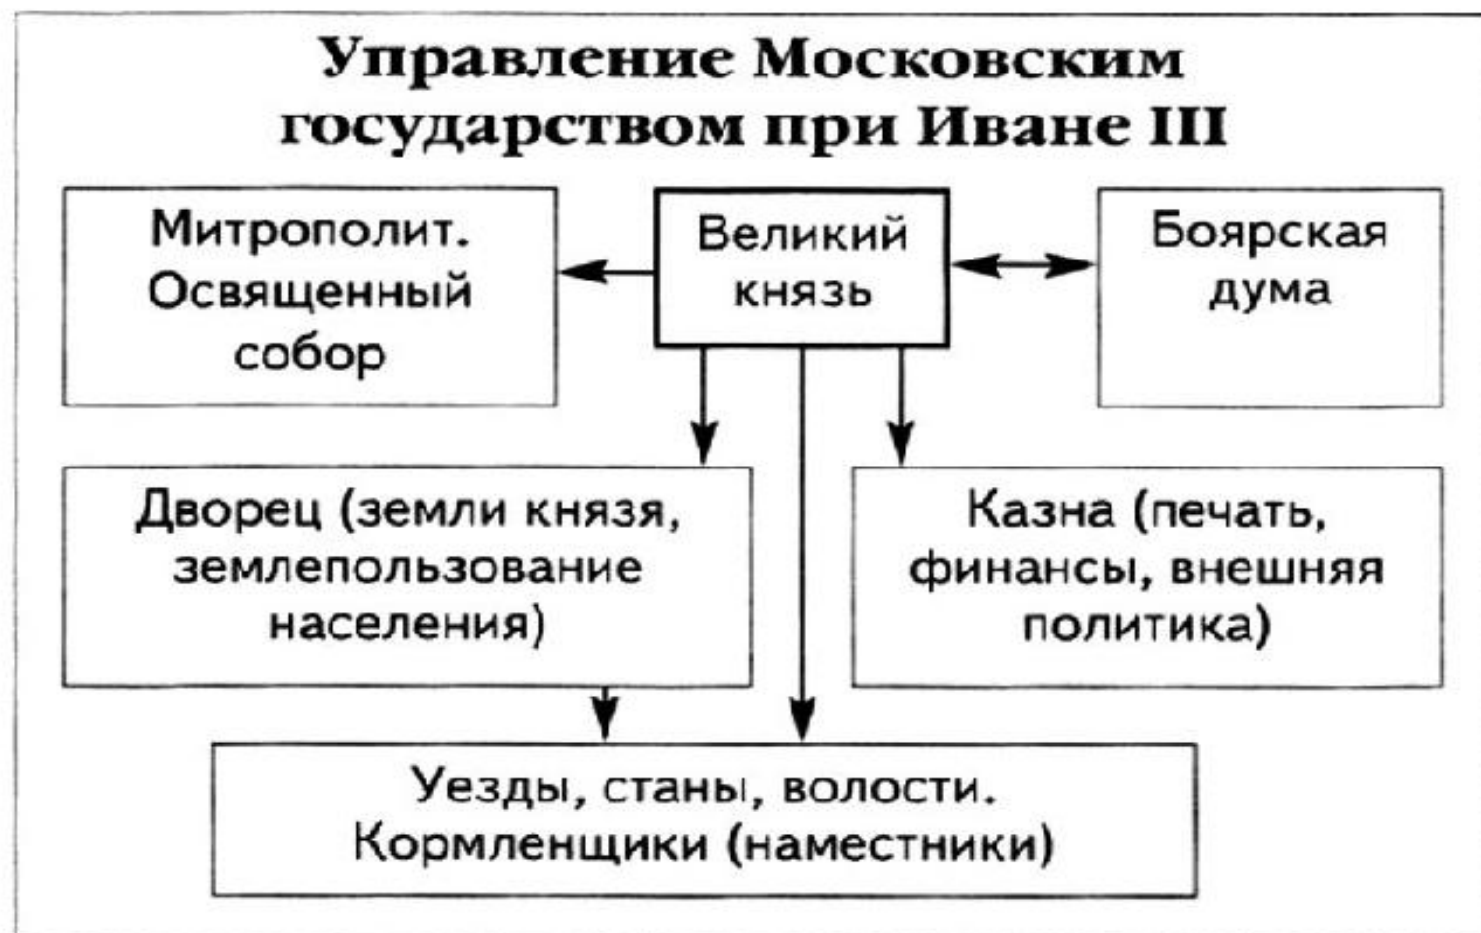 Управление Московским
государством при Иване III
Митрополит.
Освященный
собор
Великий
князь
Боярская
дума
Дворец (земли князя,
землепользование
населения)
Казна (печать,
финансы, внешняя
политика)
Уезды, станы, волости.
Кормленщики (наместники)